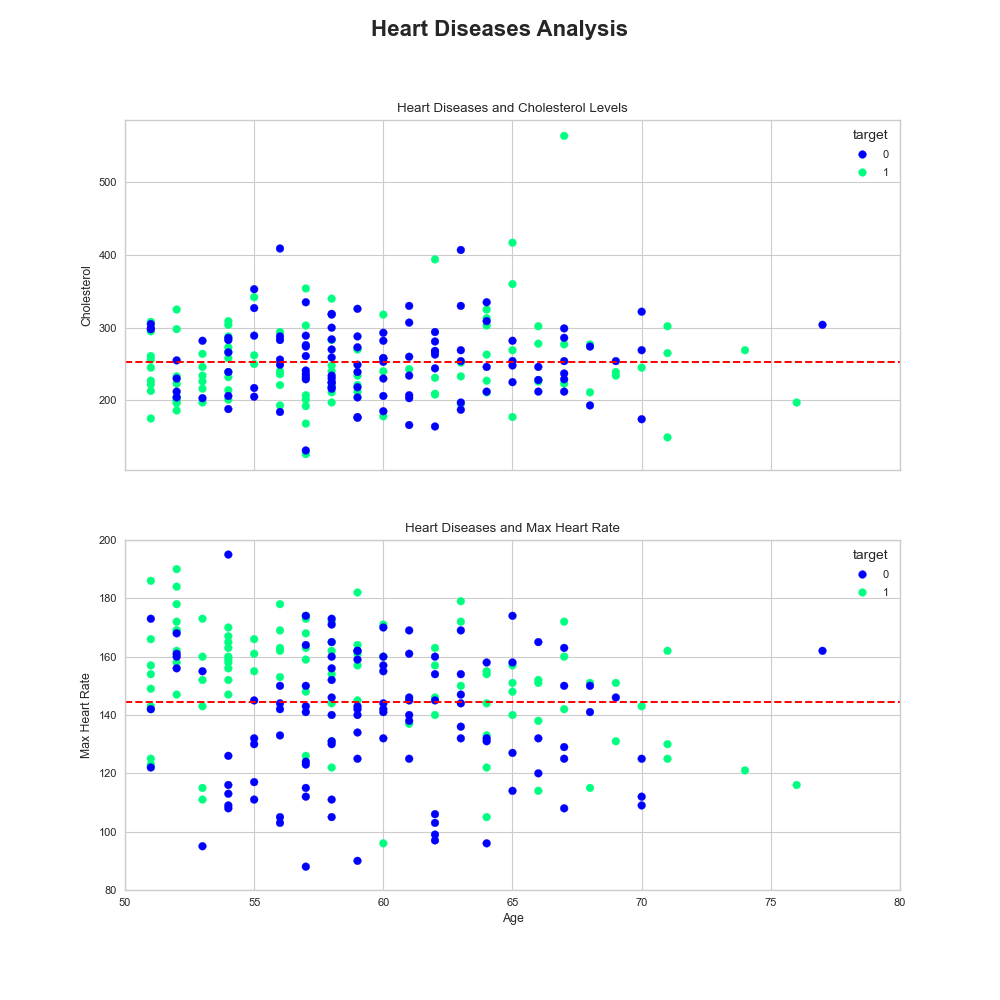 Heart Diseases Analysis
Heart Diseases and Cholesterol Levels
target
0
1
500
400
300
200
Cholesterol
Heart Diseases and Max Heart Rate
target
0
1
200
180
160
140
120
100
80
Max Heart Rate
50 55 60 65 70 75 80
Age